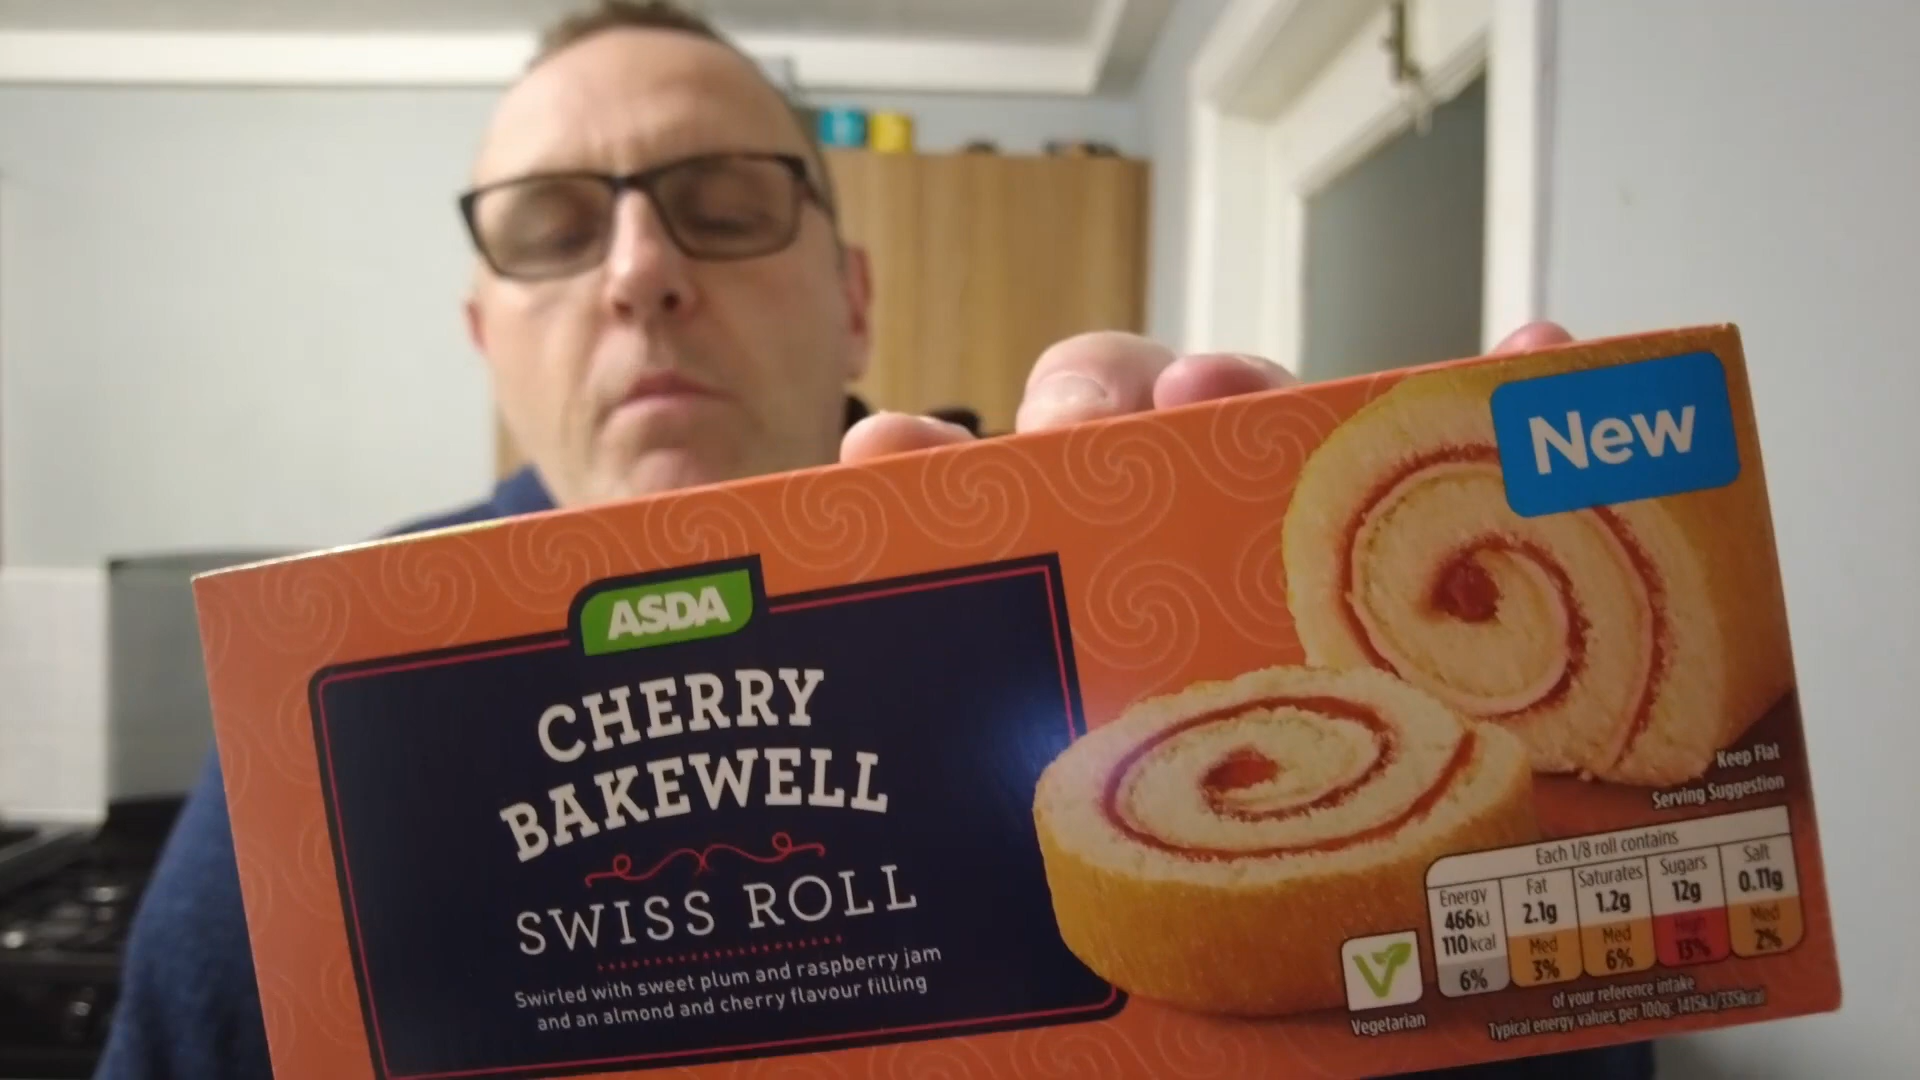 New
ASDA
CHERRY
BAKEWELL
SWISS ROLL
Swirled with sweet plum and raspberry jam
and an almond and cherry flavour filling
Keep Flat
Serving Suggestion
Each 1/8 roll contains
Energy Fat Saturates Sugars Salt
466kJ 2.1g 1.2g 12g 0.11g
110kcal Med Med High Med
6% 3% 6% 13% 2%
of your reference intake
Typical energy values per 100g: 1415kJ/335kcal
Vegetarian